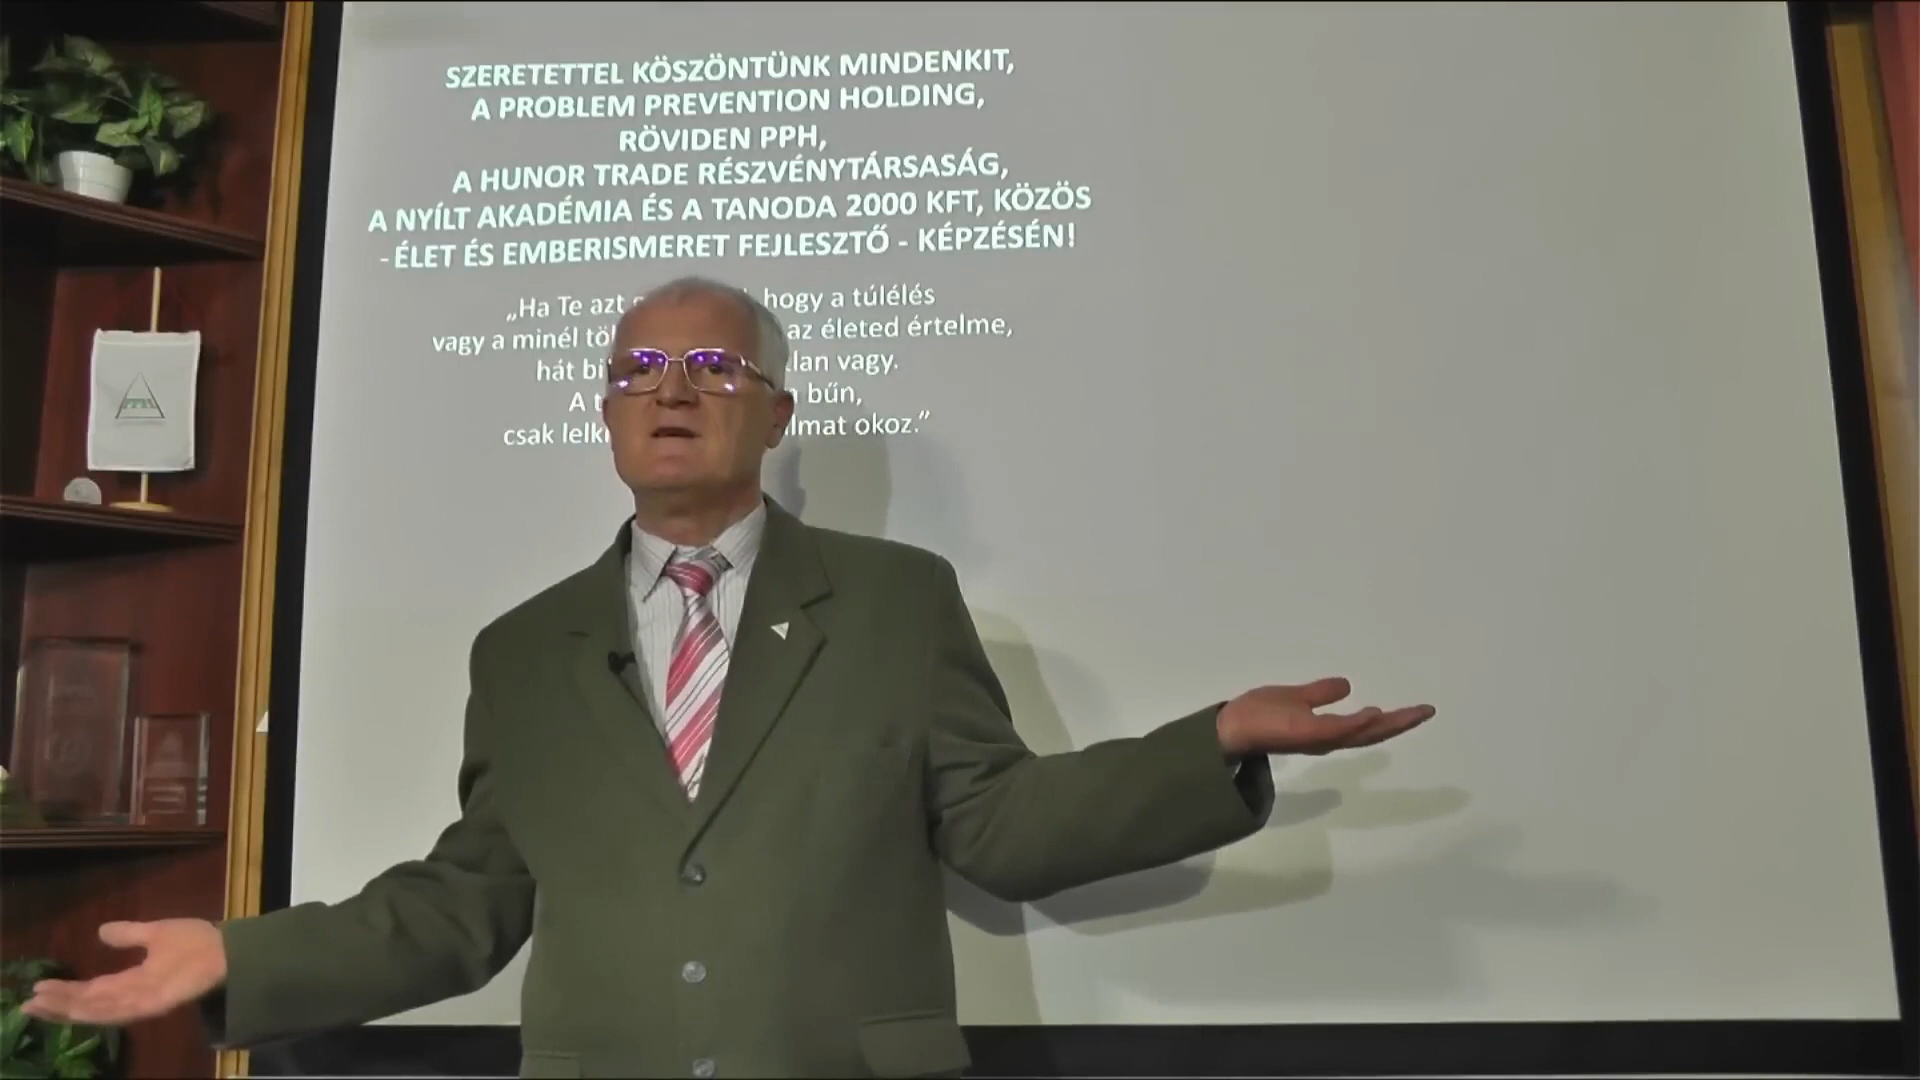 SZERETETTEL KÖSZÖNTÜNK MINDENKIT,
A PROBLEM PREVENTION HOLDING,
RÖVIDEN PPH,
A HUNOR TRADE RÉSZVÉNYTÁRSASÁG,
A NYÍLT AKADÉMIA ÉS A TANODA 2000 KFT, KÖZÖS
- ÉLET ÉS EMBERISMERET FEJLESZTŐ - KÉPZÉSÉN!
„Ha Te azt hogy a túlélés
vagy a minél az életed értelme,
hát vagy.
A bűn,
csak okoz.”
PPH